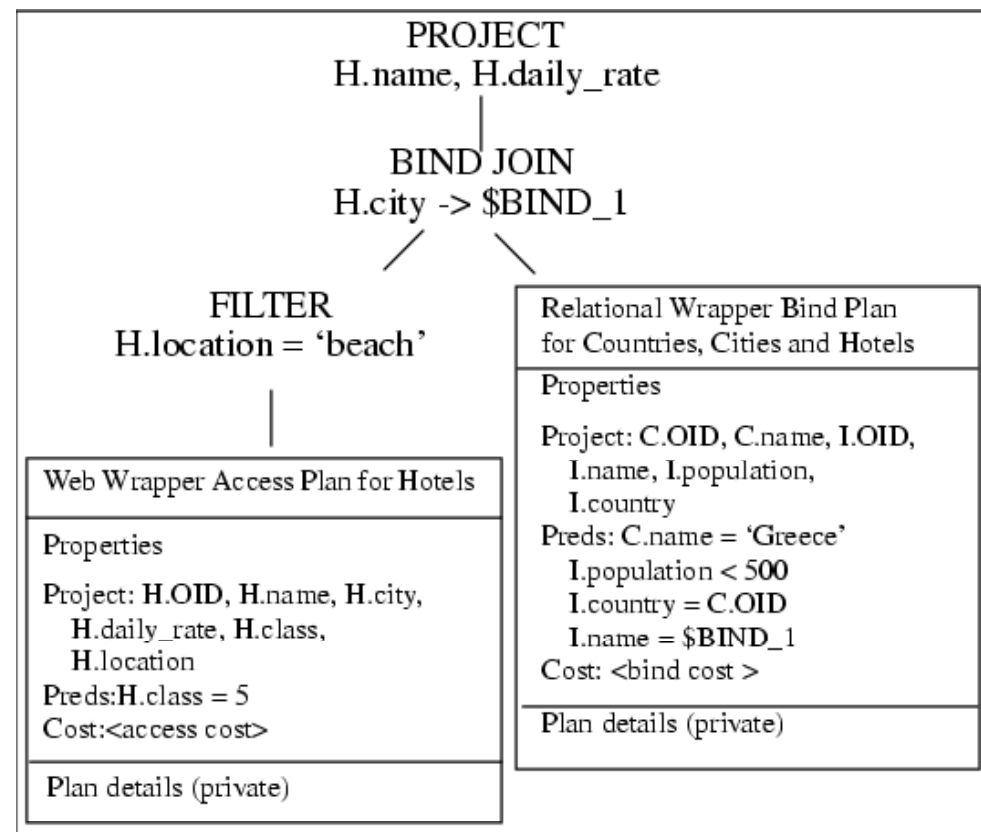 PROJECT
H.name, H.daily_rate
BIND JOIN
H.city -> $BIND_1
FILTER
H.location = ‘beach’
Web Wrapper Access Plan for Hotels
Properties
Project: H.OID, H.name, H.city,
H.daily_rate, H.class,
H.location
Preds:H.class = 5
Cost:<access cost>
Plan details (private)
Relational Wrapper Bind Plan
for Countries, Cities and Hotels
Properties
Project: C.OID, C.name, I.OID,
I.name, I.population,
I.country
Preds: C.name = ‘Greece’
I.population < 500
I.country = C.OID
I.name = $BIND_1
Cost: <bind cost >
Plan details (private)